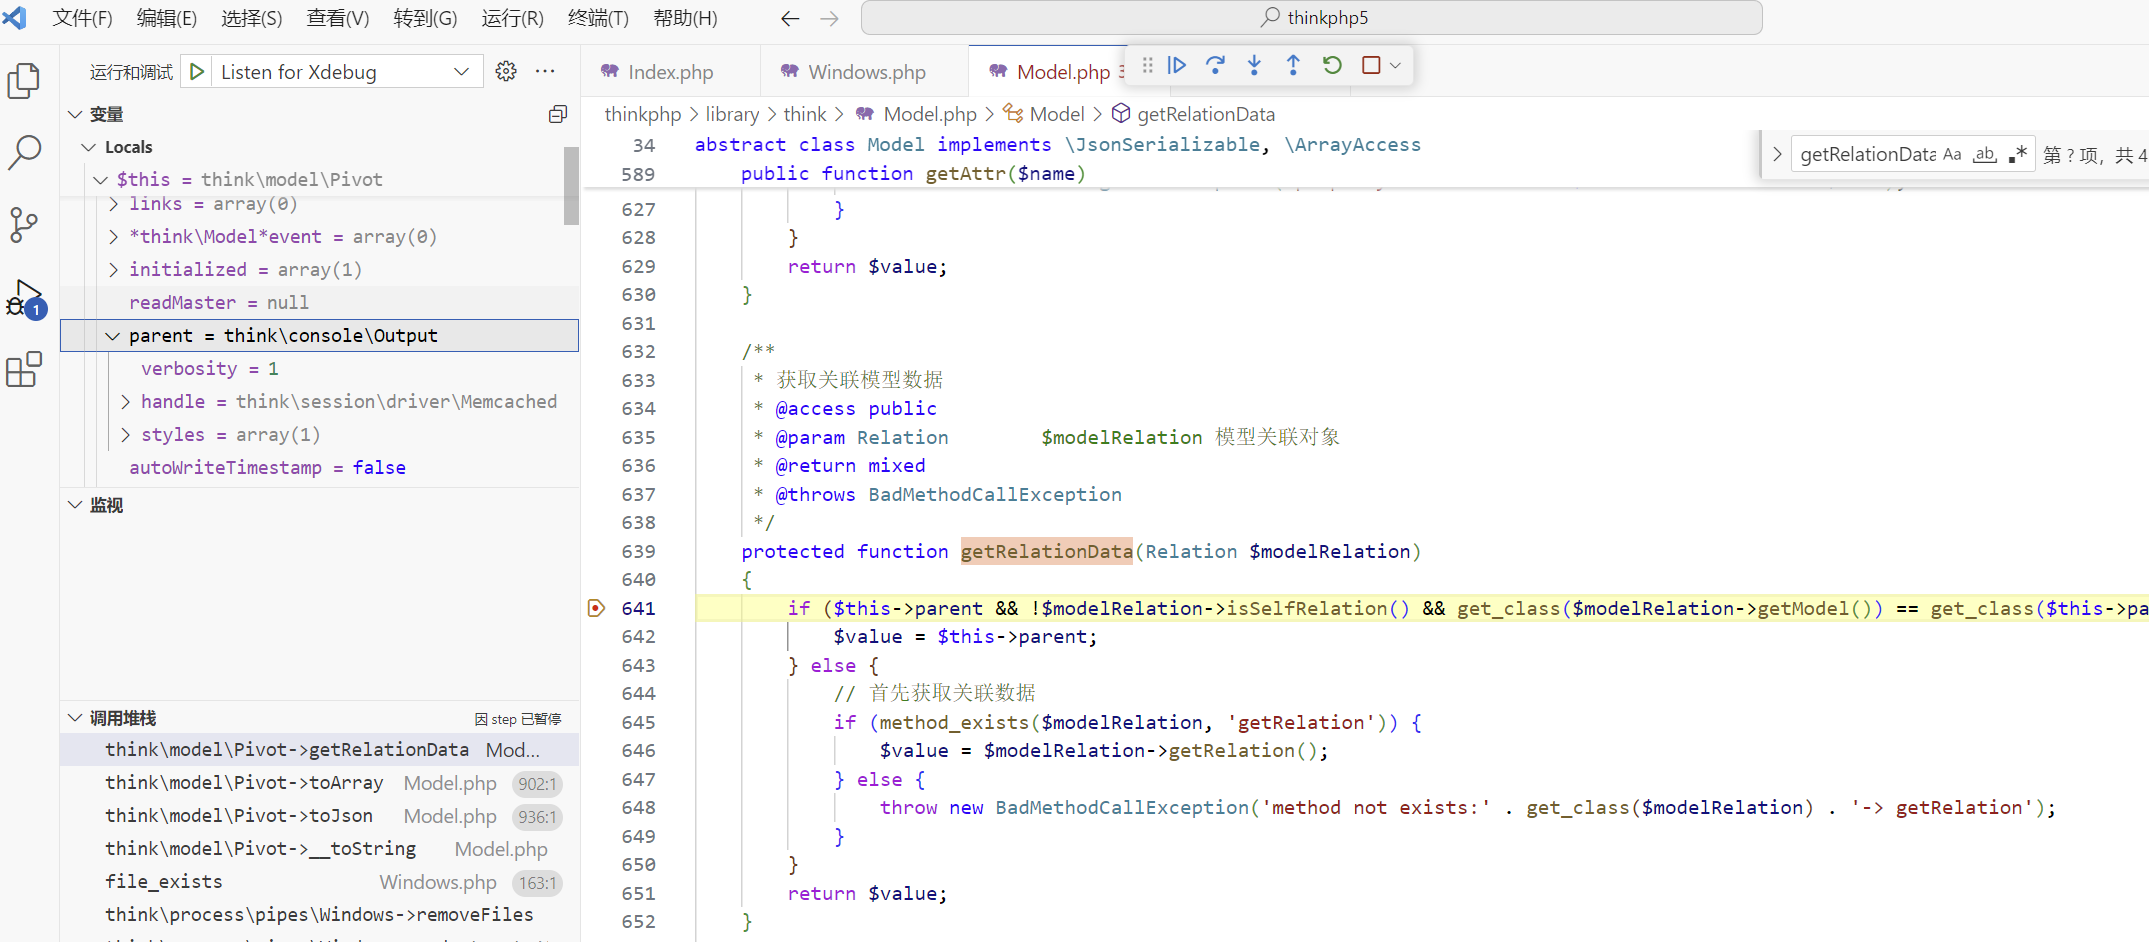 文件(F) 编辑(E) 选择(S) 查看(V) 转到(G) 运行(R) 终端(T) 帮助(H) thinkphp5
运行和调试 Listen for Xdebug
Index.php Windows.php Model.php 3
变量
thinkphp > library > think > Model.php > Model > getRelationData
Locals
$this = think\model\Pivot
links = array(0)
*think\Model*event = array(0)
initialized = array(1)
readMaster = null
parent = think\console\Output
verbosity = 1
handle = think\session\driver\Memcached
styles = array(1)
autoWriteTimestamp = false
监视
调用堆栈 因 step 已暂停
think\model\Pivot->getRelationData Mod...
think\model\Pivot->toArray Model.php 902:1
think\model\Pivot->toJson Model.php 936:1
think\model\Pivot->__toString Model.php
file_exists Windows.php 163:1
think\process\pipes\Windows->removeFiles
1
getRelationData Aa ab .* 第 ? 项，共 4
34 abstract class Model implements \JsonSerializable, \ArrayAccess
589 public function getAttr($name)
627 }
628 }
629 return $value;
630 }
631
632 /**
633 * 获取关联模型数据
634 * @access public
635 * @param Relation $modelRelation 模型关联对象
636 * @return mixed
637 * @throws BadMethodCallException
638 */
639 protected function getRelationData(Relation $modelRelation)
640 {
641 if ($this->parent && !$modelRelation->isSelfRelation() && get_class($modelRelation->getModel()) == get_class($this->pa
642 $value = $this->parent;
643 } else {
644 // 首先获取关联数据
645 if (method_exists($modelRelation, 'getRelation')) {
646 $value = $modelRelation->getRelation();
647 } else {
648 throw new BadMethodCallException('method not exists:' . get_class($modelRelation) . '-> getRelation');
649 }
650 }
651 return $value;
652 }